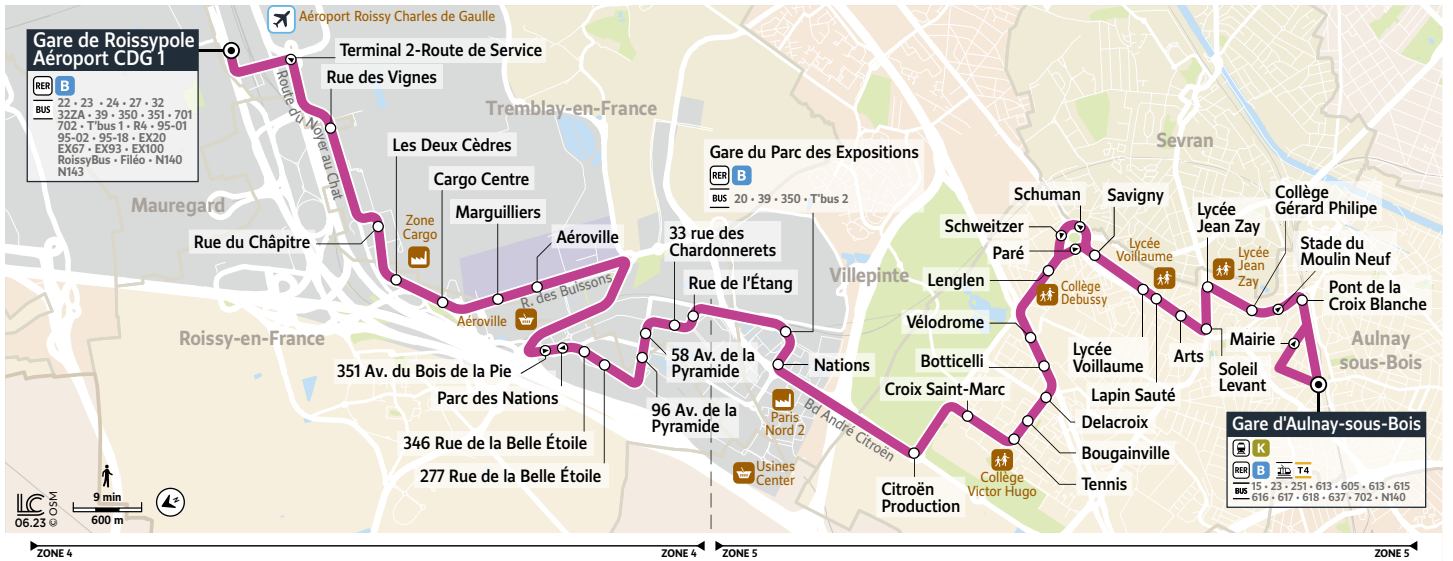 Aéroport Roissy Charles de Gaulle
Gare de Roissypole
Aéroport CDG 1
RER B
BUS
22 • 23 • 24 • 27 • 32
32ZA • 39 • 350 • 351 • 701
702 • T'bus 1 • R4 • 95-01
95-02 • 95-18 • EX20
EX67 • EX93 • EX100
RoissyBus • Filéo • N140
N143
Terminal 2-Route de Service
Rue des Vignes
Route du Noyer au Chat
Tremblay-en-France
Les Deux Cèdres
Cargo Centre
Marguilliers
Aéroville
Mauregard
Rue du Châpitre
Zone
Cargo
R. des Buissons
Aéroville
Roissy-en-France
351 Av. du Bois de la Pie
Parc des Nations
346 Rue de la Belle Étoile
277 Rue de la Belle Étoile
33 rue des
Chardonnerets
Rue de l'Étang
58 Av. de la
Pyramide
96 Av. de la
Pyramide
Gare du Parc des Expositions
RER B
BUS 20 • 39 • 350 • T'bus 2
Villepinte
Nations
Paris
Nord 2
Usines
Center
Bd André Citroën
Citroën
Production
Croix Saint-Marc
Collège
Victor Hugo
Tennis
Bougainville
Delacroix
Botticelli
Vélodrome
Lenglen
Collège
Debussy
Schweitzer
Schuman
Paré
Savigny
Sevran
Lycée
Voillaume
Lycée
Voillaume
Lapin Sauté
Arts
Soleil
Levant
Lycée
Jean Zay
Lycée
Jean
Zay
Collège
Gérard Philipe
Stade du
Moulin Neuf
Pont de la
Croix Blanche
Mairie
Aulnay
sous-Bois
Gare d'Aulnay-sous-Bois
K
RER B T4
BUS
15 • 23 • 251 • 613 • 605 • 613 • 615
616 • 617 • 618 • 637 • 702 • N140
LC
06.23 © OSM
9 min
600 m
ZONE 4
ZONE 4
ZONE 5
ZONE 5